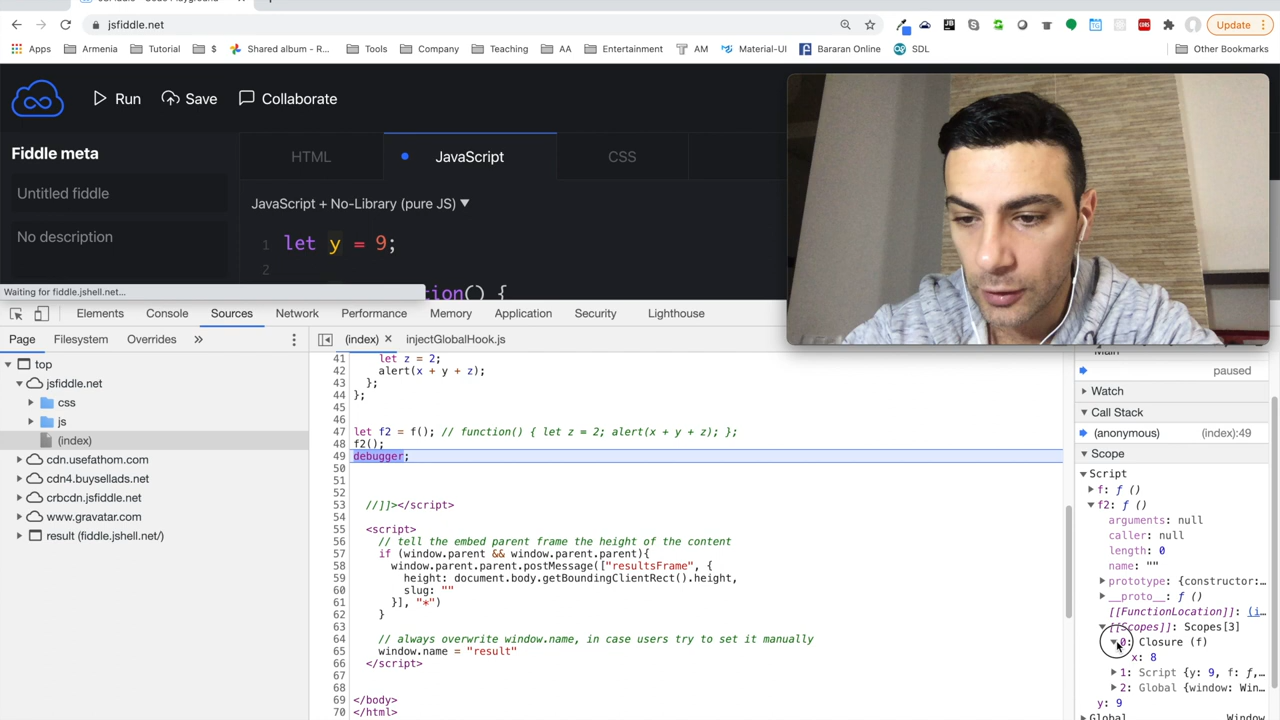 jsfiddle.net
Update
Apps
Armenia
Tutorial
$
Shared album - R...
Tools
Company
Teaching
AA
Entertainment
AM
Material-UI
Bararan Online
SDL
Other Bookmarks
Run
Save
Collaborate
Fiddle meta
Untitled fiddle
No description
HTML
JavaScript
CSS
JavaScript + No-Library (pure JS) ▼
1 let y = 9;
2
tion() {
Waiting for fiddle.jshell.net...
Elements
Console
Sources
Network
Performance
Memory
Application
Security
Lighthouse
Page
Filesystem
Overrides
»
(index) ×
injectGlobalHook.js
top
jsfiddle.net
css
js
(index)
cdn.usefathom.com
cdn4.buysellads.net
crbcdn.jsfiddle.net
www.gravatar.com
result (fiddle.jshell.net/)
41 let z = 2;
42 alert(x + y + z);
43 };
44 };
45
46
47 let f2 = f(); // function() { let z = 2; alert(x + y + z); };
48 f2();
49 debugger;
50
51
52
53 //]]></script>
54
55 <script>
56 // tell the embed parent frame the height of the content
57 if (window.parent && window.parent.parent){
58 window.parent.parent.postMessage(["resultsFrame", {
59 height: document.body.getBoundingClientRect().height,
60 slug: ""
61 }], "*")
62 }
63
64 // always overwrite window.name, in case users try to set it manually
65 window.name = "result"
66 </script>
67
68
69 </body>
70 </html>
Main
paused
Watch
Call Stack
(anonymous) (index):49
Scope
Script
f: ƒ ()
f2: ƒ ()
arguments: null
caller: null
length: 0
name: ""
prototype: {constructor:...
__proto__: ƒ ()
[[FunctionLocation]]: (i...
[[Scopes]]: Scopes[3]
0: Closure (f)
x: 8
1: Script {y: 9, f: ƒ,...
2: Global {window: Win...
y: 9
Global Window